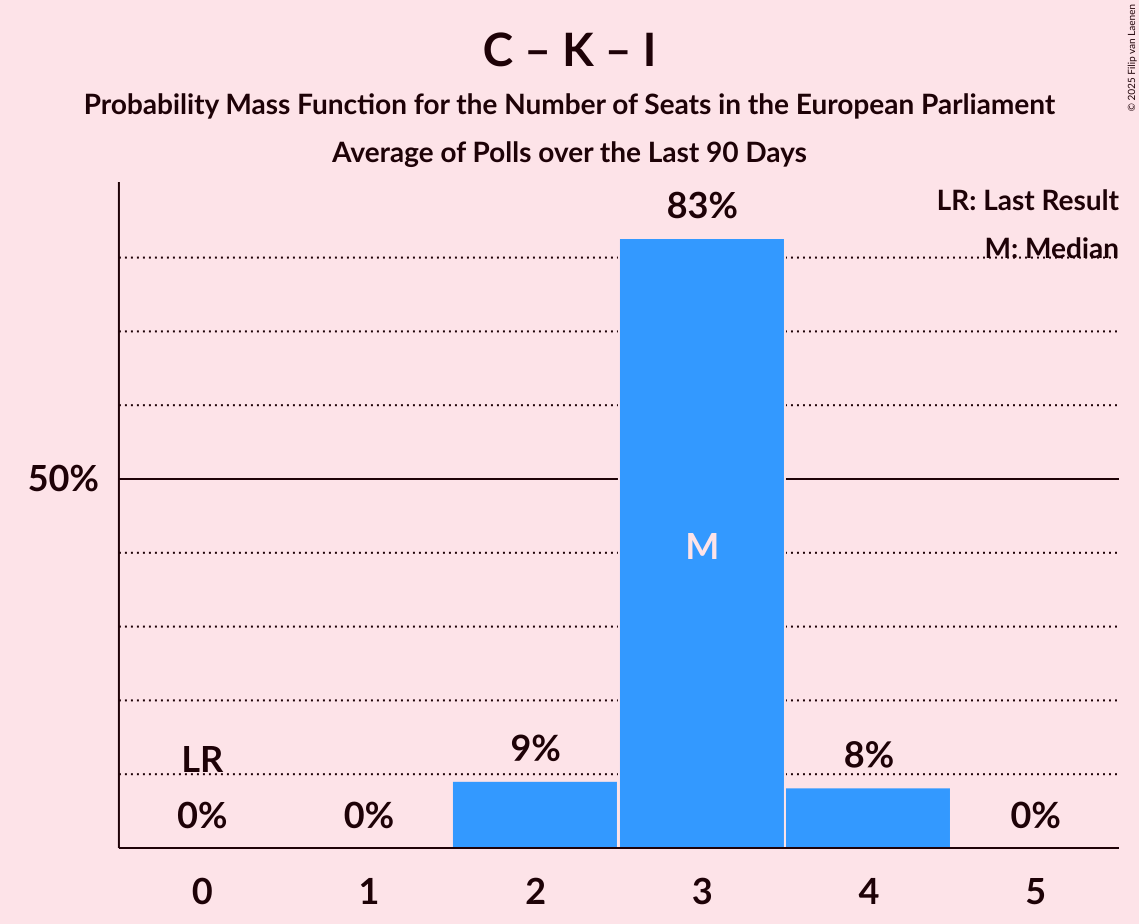 C – K – I
Probability Mass Function for the Number of Seats in the European Parliament
Average of Polls over the Last 90 Days
© 2025 Filip van Laenen
LR: Last Result
M: Median
83%
50%
M
LR
9%
8%
0%
0%
0%
0
1
2
3
4
5